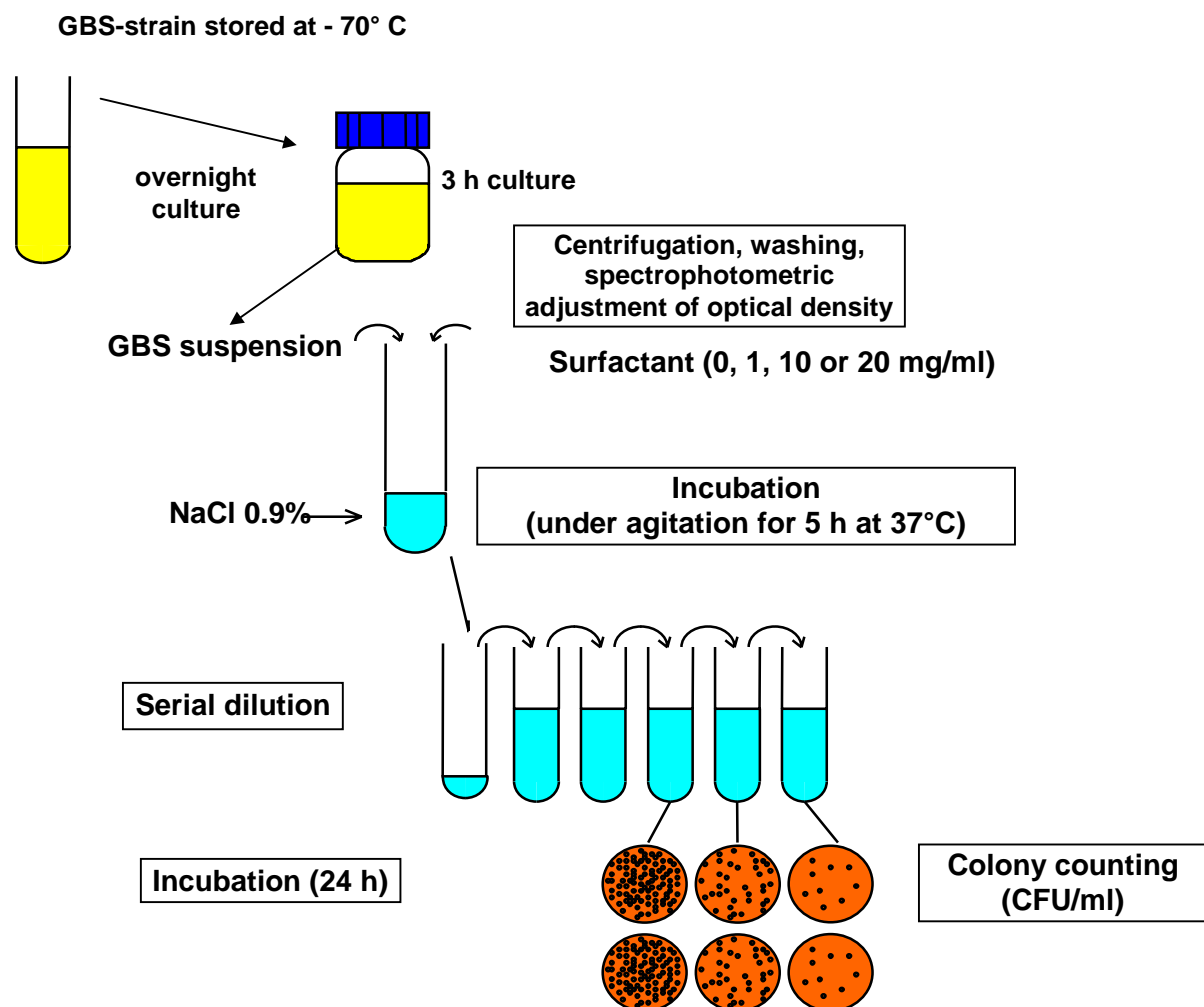 GBS-strain stored at - 70° C
overnight
culture
3 h culture
Centrifugation, washing,
spectrophotometric
adjustment of optical density
GBS suspension
Surfactant (0, 1, 10 or 20 mg/ml)
NaCl 0.9%
Incubation
(under agitation for 5 h at 37°C)
Serial dilution
Incubation (24 h)
Colony counting
(CFU/ml)